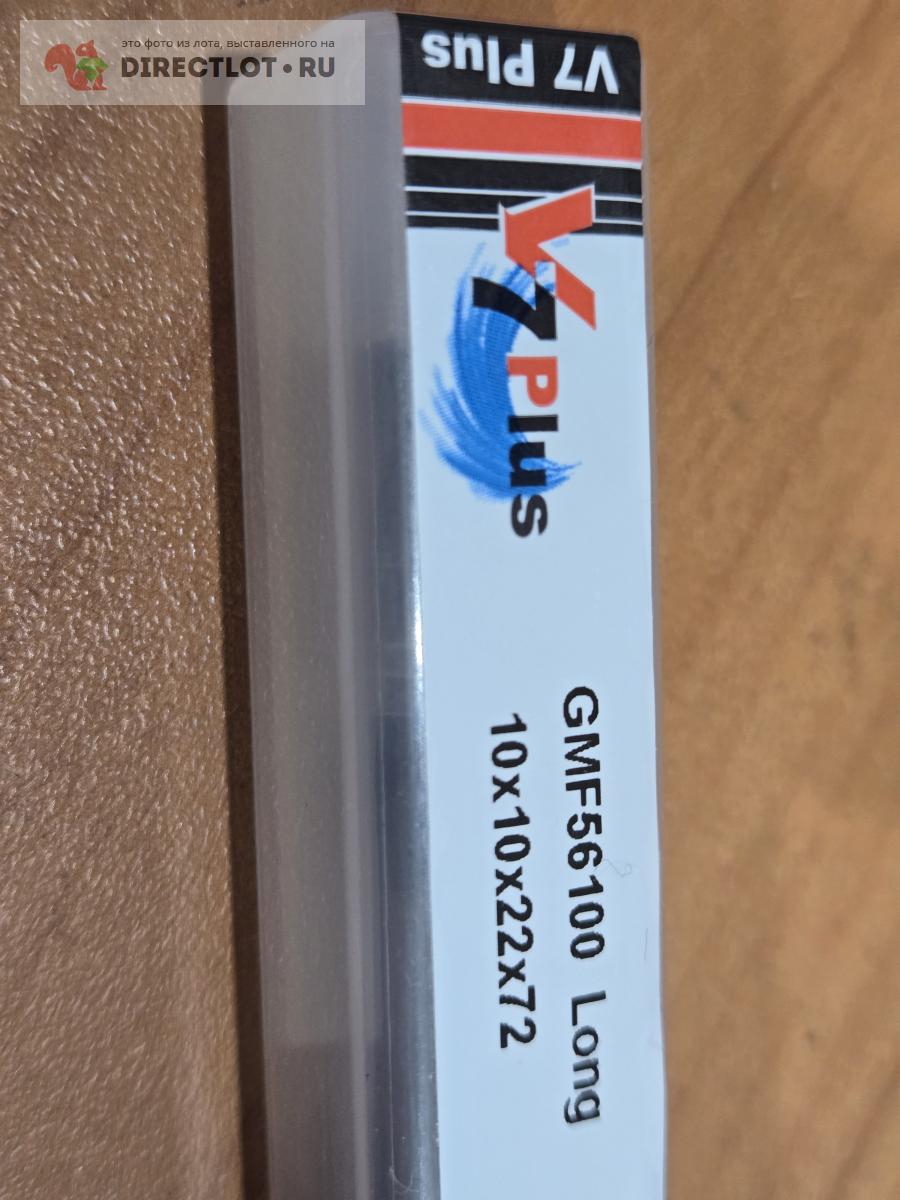 это фото из лота, выставленного на
DIRECTLOT.RU
V7 Plus
V7 Plus
GMF56100 Long
10x10x22x72